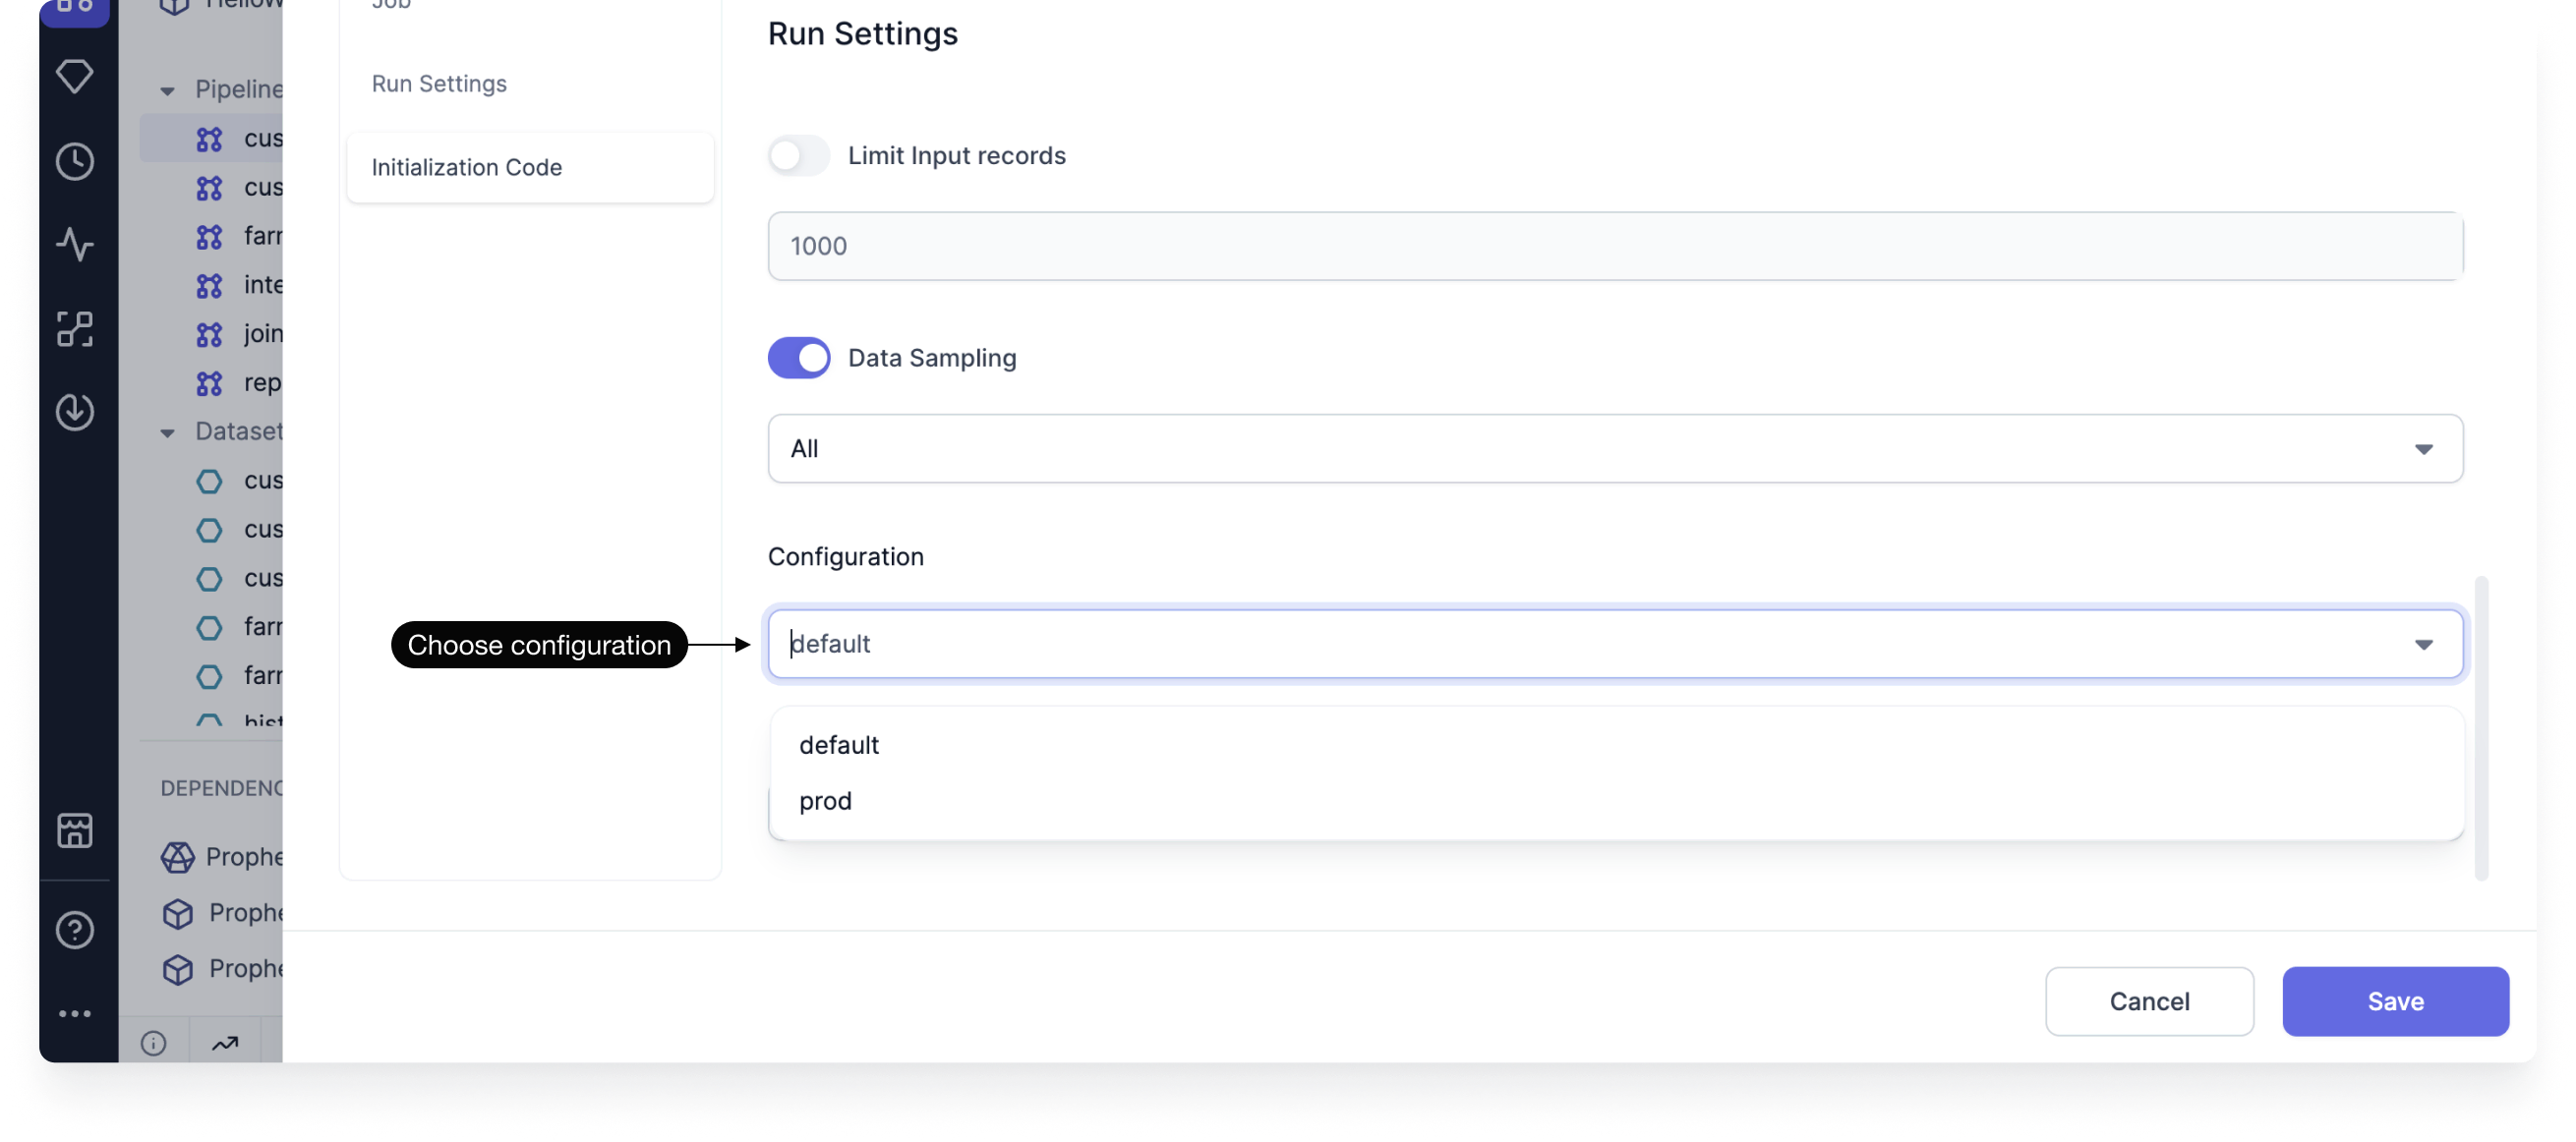 Job
Run Settings
Initialization Code
Pipeline
cus
cus
farr
inte
join
rep
Dataset
cus
cus
cus
farr
farr
hist
DEPENDENC
Prophe
Prophe
Prophe
Run Settings
Limit Input records
1000
Data Sampling
All
Configuration
Choose configuration
default
default
prod
Cancel
Save